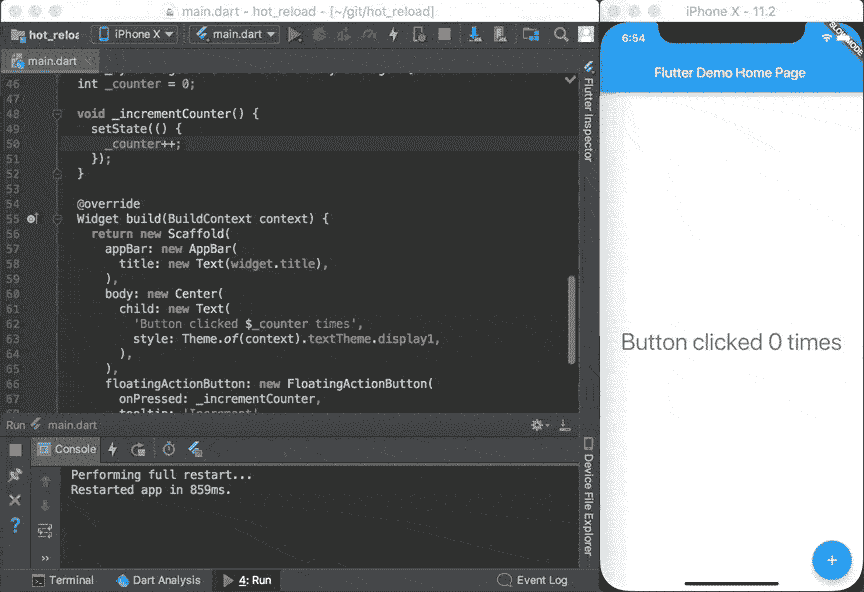 main.dart - hot_reload - [~/git/hot_reload]
hot_reloa
iPhone X
main.dart
main.dart
46 int _counter = 0;
47
48 void _incrementCounter() {
49 setState(() {
50 _counter++;
51 });
52 }
53
54 @override
55 Widget build(BuildContext context) {
56 return new Scaffold(
57 appBar: new AppBar(
58 title: new Text(widget.title),
59 ),
60 body: new Center(
61 child: new Text(
62 'Button clicked $_counter times',
63 style: Theme.of(context).textTheme.display1,
64 ),
65 ),
66 floatingActionButton: new FloatingActionButton(
67 onPressed: _incrementCounter,
tooltip: 'Increment'
Flutter Inspector
Device File Explorer
Run main.dart
Console
Performing full restart...
Restarted app in 859ms.
?
»
Terminal
Dart Analysis
4: Run
Event Log
iPhone X - 11.2
6:54
SLOW MODE
Flutter Demo Home Page
Button clicked 0 times
+